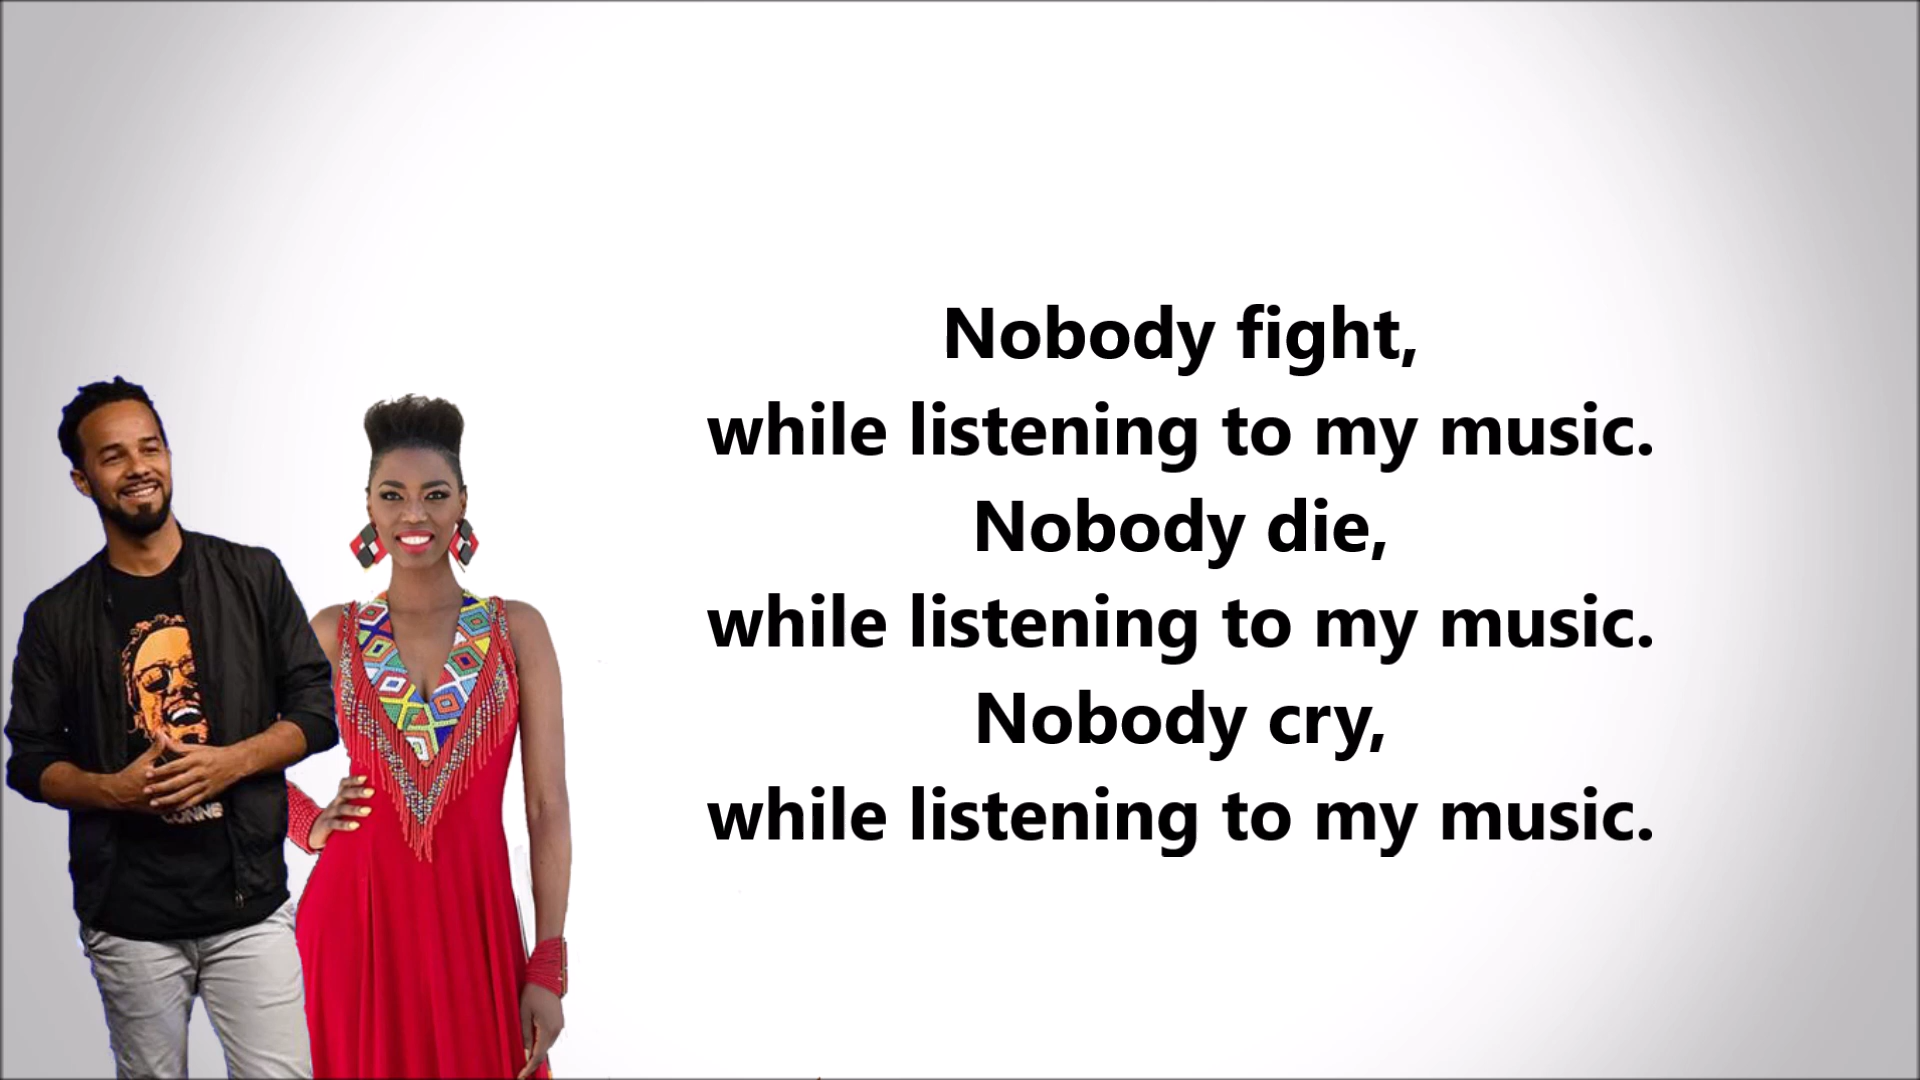 Nobody fight,
while listening to my music.
Nobody die,
while listening to my music.
Nobody cry,
while listening to my music.